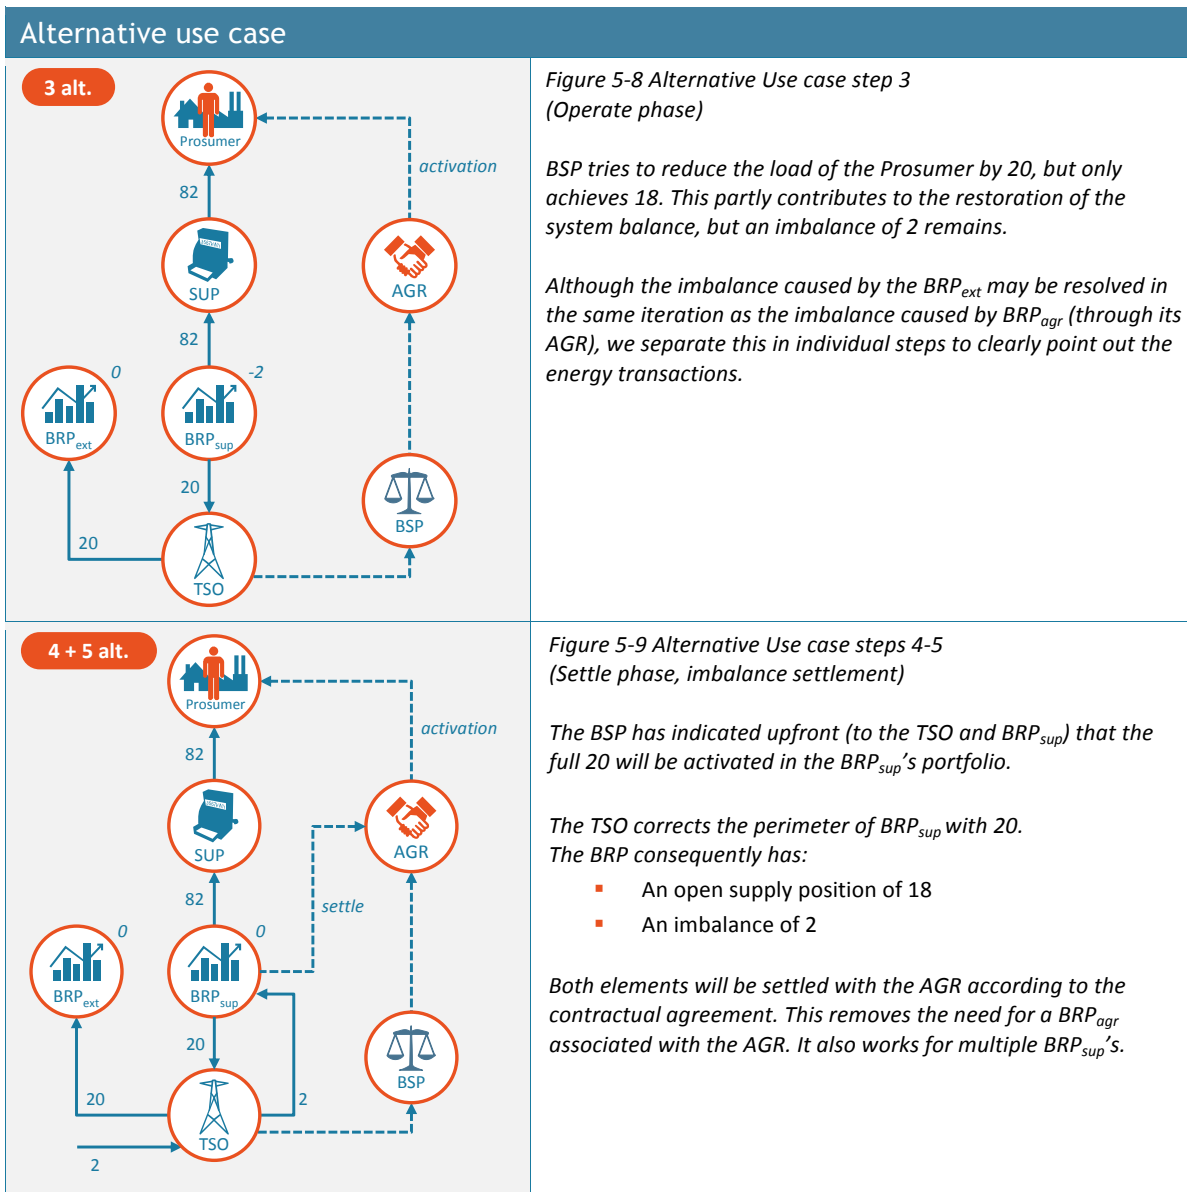 Alternative use case
3 alt.
Prosumer
activation
82
SUP
AGR
82
0
-2
BRPext
BRPsup
20
BSP
20
TSO
Figure 5-8 Alternative Use case step 3
(Operate phase)
BSP tries to reduce the load of the Prosumer by 20, but only
achieves 18. This partly contributes to the restoration of the
system balance, but an imbalance of 2 remains.
Although the imbalance caused by the BRPext may be resolved in
the same iteration as the imbalance caused by BRPagr (through its
AGR), we separate this in individual steps to clearly point out the
energy transactions.
4 + 5 alt.
Prosumer
activation
82
SUP
AGR
82
settle
0
0
BRPext
BRPsup
20
BSP
20
2
TSO
2
Figure 5-9 Alternative Use case steps 4-5
(Settle phase, imbalance settlement)
The BSP has indicated upfront (to the TSO and BRPsup) that the
full 20 will be activated in the BRPsup's portfolio.
The TSO corrects the perimeter of BRPsup with 20.
The BRP consequently has:
▪ An open supply position of 18
▪ An imbalance of 2
Both elements will be settled with the AGR according to the
contractual agreement. This removes the need for a BRPagr
associated with the AGR. It also works for multiple BRPsup's.